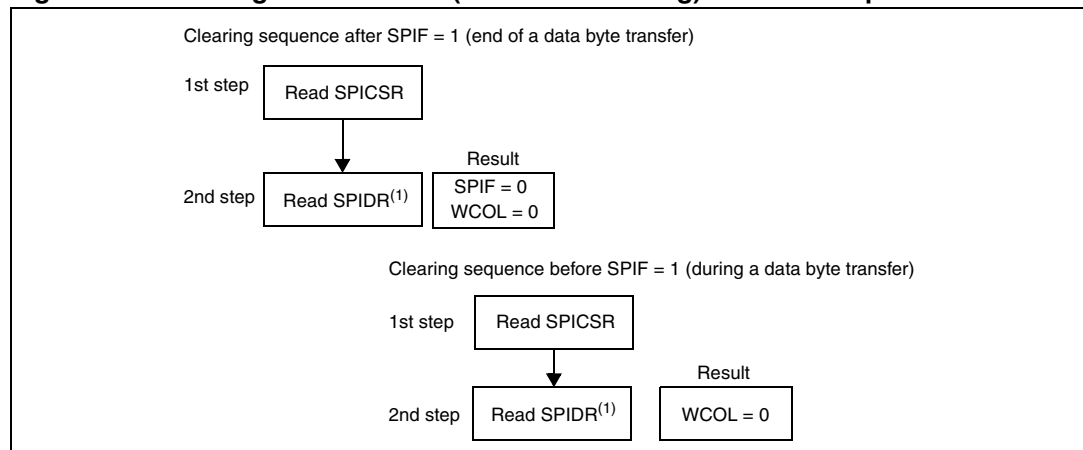 Clearing sequence after SPIF = 1 (end of a data byte transfer)
1st step
Read SPICSR
Result
2nd step
Read SPIDR(1)
SPIF = 0
WCOL = 0
Clearing sequence before SPIF = 1 (during a data byte transfer)
1st step
Read SPICSR
Result
2nd step
Read SPIDR(1)
WCOL = 0